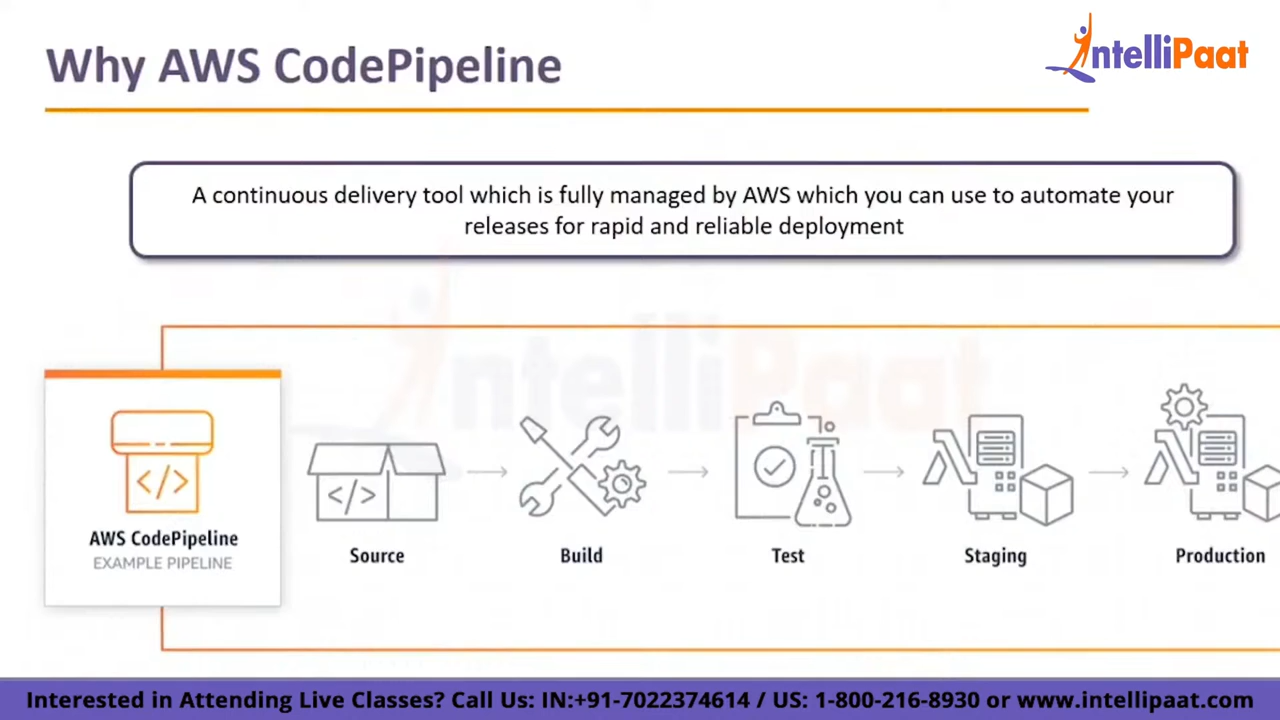 Why AWS CodePipeline
IntelliPaat
A continuous delivery tool which is fully managed by AWS which you can use to automate your
releases for rapid and reliable deployment
IntelliPaat
</>
</>
AWS CodePipeline
EXAMPLE PIPELINE
Source
Build
Test
Staging
Production
Interested in Attending Live Classes? Call Us: IN:+91-7022374614 / US: 1-800-216-8930 or www.intellipaat.com